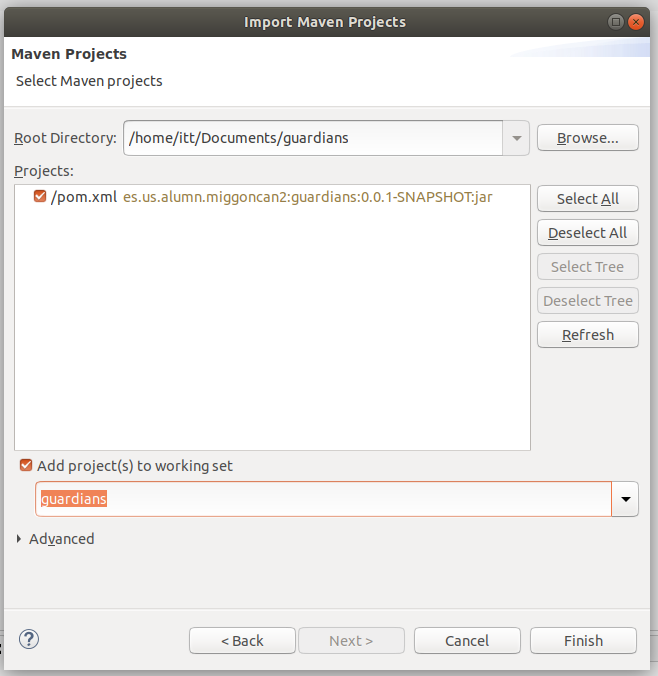 Import Maven Projects
Maven Projects
Select Maven projects
Root Directory: /home/itt/Documents/guardians Browse...
Projects:
/pom.xml es.us.alumn.miggoncan2:guardians:0.0.1-SNAPSHOT:jar
Select All
Deselect All
Select Tree
Deselect Tree
Refresh
Add project(s) to working set
guardians
Advanced
? < Back Next > Cancel Finish